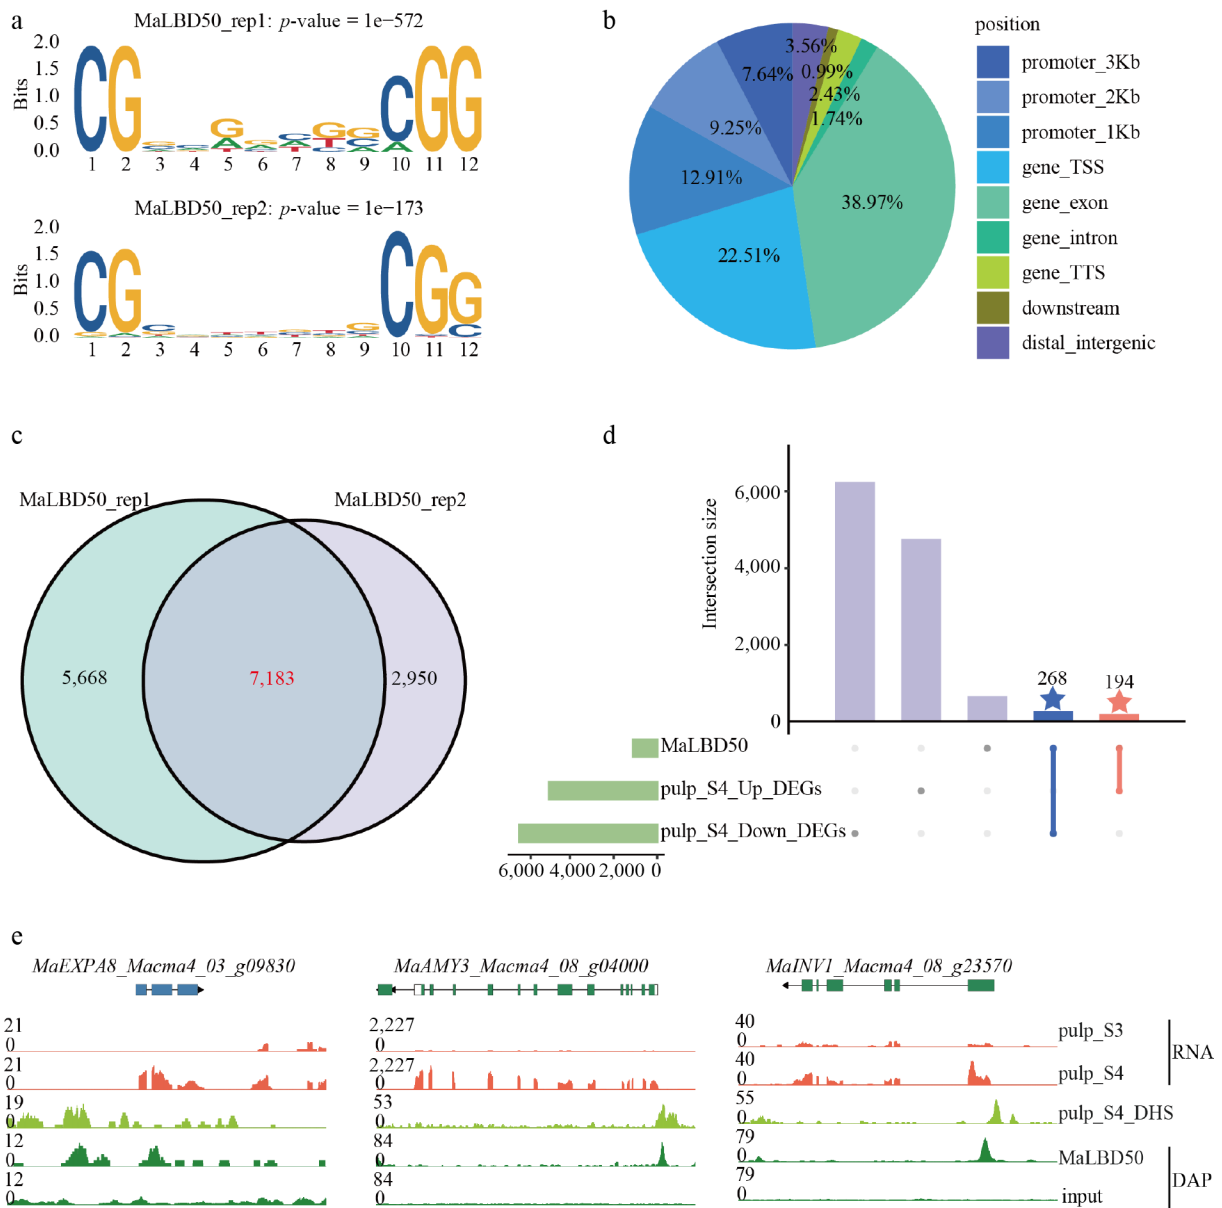 a
MaLBD50_rep1: p-value = 1e−572
2.0
1.5
1.0
0.5
0.0
Bits
1 2 3 4 5 6 7 8 9 10 11 12
MaLBD50_rep2: p-value = 1e−173
2.0
1.5
1.0
0.5
0.0
Bits
1 2 3 4 5 6 7 8 9 10 11 12
b
3.56%
7.64% 0.99%
2.43%
9.25% 1.74%
12.91%
38.97%
22.51%
position
promoter_3Kb
promoter_2Kb
promoter_1Kb
gene_TSS
gene_exon
gene_intron
gene_TTS
downstream
distal_intergenic
c
MaLBD50_rep1 MaLBD50_rep2
5,668 7,183 2,950
d
Intersection size
6,000
4,000
2,000
0
268 194
MaLBD50
pulp_S4_Up_DEGs
pulp_S4_Down_DEGs
6,000 4,000 2,000 0
e
MaEXPA8_Macma4_03_g09830 MaAMY3_Macma4_08_g04000 MaINV1_Macma4_08_g23570
21 2,227 40 pulp_S3
0 0 0
21 2,227 40 pulp_S4
0 0 0
RNA
19 53 55 pulp_S4_DHS
0 0 0
12 84 79 MaLBD50
0 0 0
12 84 79 input
0 0 0
DAP